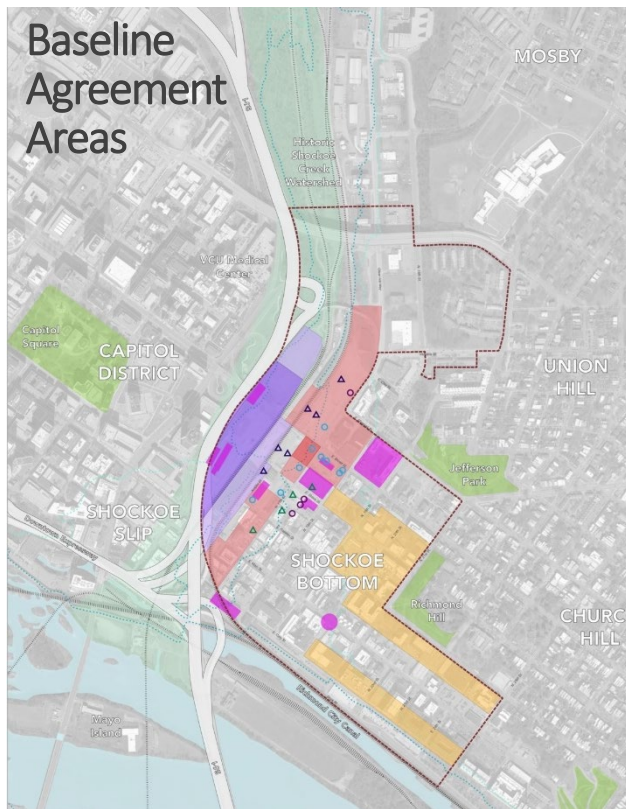 Baseline
Agreement
Areas
MOSBY
I-95
Historic
Shockoe
Creek
Watershed
VCU Medical
Center
Capitol
Square
CAPITOL
DISTRICT
UNION
HILL
Jefferson
Park
SHOCKOE
SLIP
Downtown Expressway
SHOCKOE
BOTTOM
Richmond
Hill
CHURC
HILL
Richmond City Canal
Mayo
Island
I-95